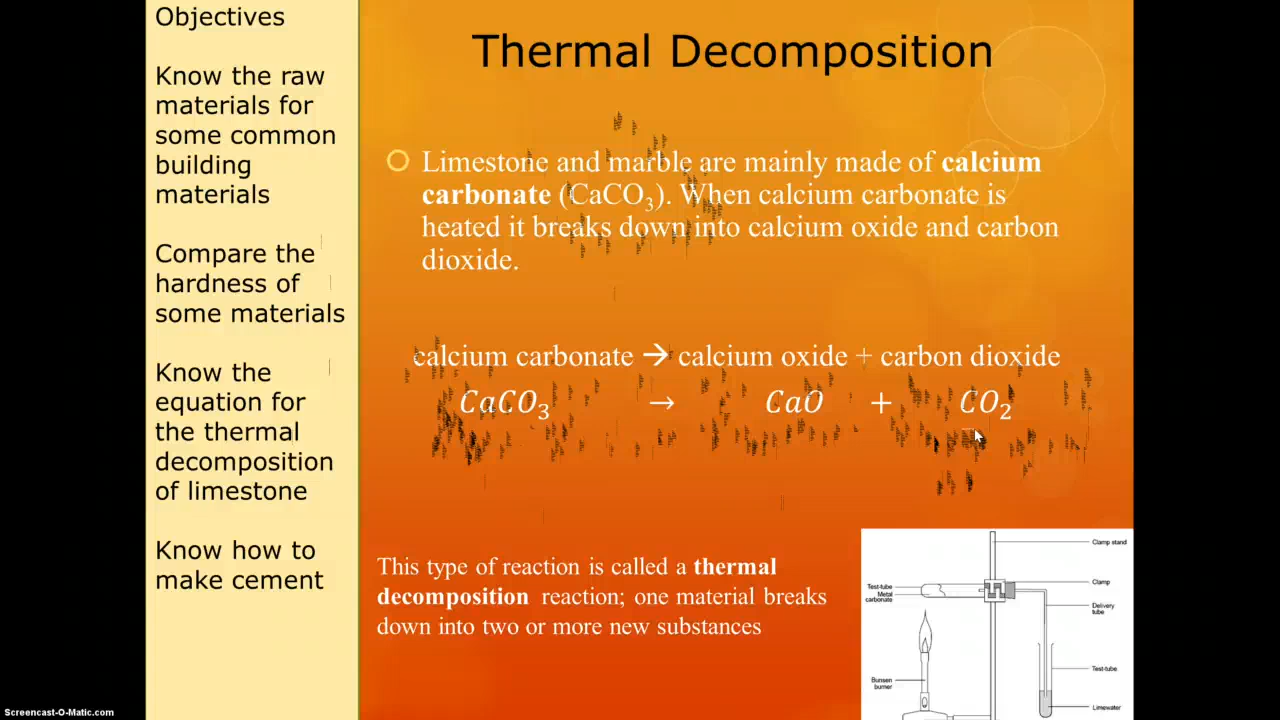 Objectives
Know the raw
materials for
some common
building
materials
Compare the
hardness of
some materials
Know the
equation for
the thermal
decomposition
of limestone
Know how to
make cement
Thermal Decomposition
Limestone and marble are mainly made of calcium
carbonate (CaCO₃). When calcium carbonate is
heated it breaks down into calcium oxide and carbon
dioxide.
calcium carbonate → calcium oxide + carbon dioxide
CaCO₃ → CaO + CO₂
This type of reaction is called a thermal
decomposition reaction; one material breaks
down into two or more new substances
Clamp stand
Clamp
Test-tube
Metal
carbonate
Delivery
tube
Test-tube
Bunsen
burner
Limewater
Screencast-O-Matic.com